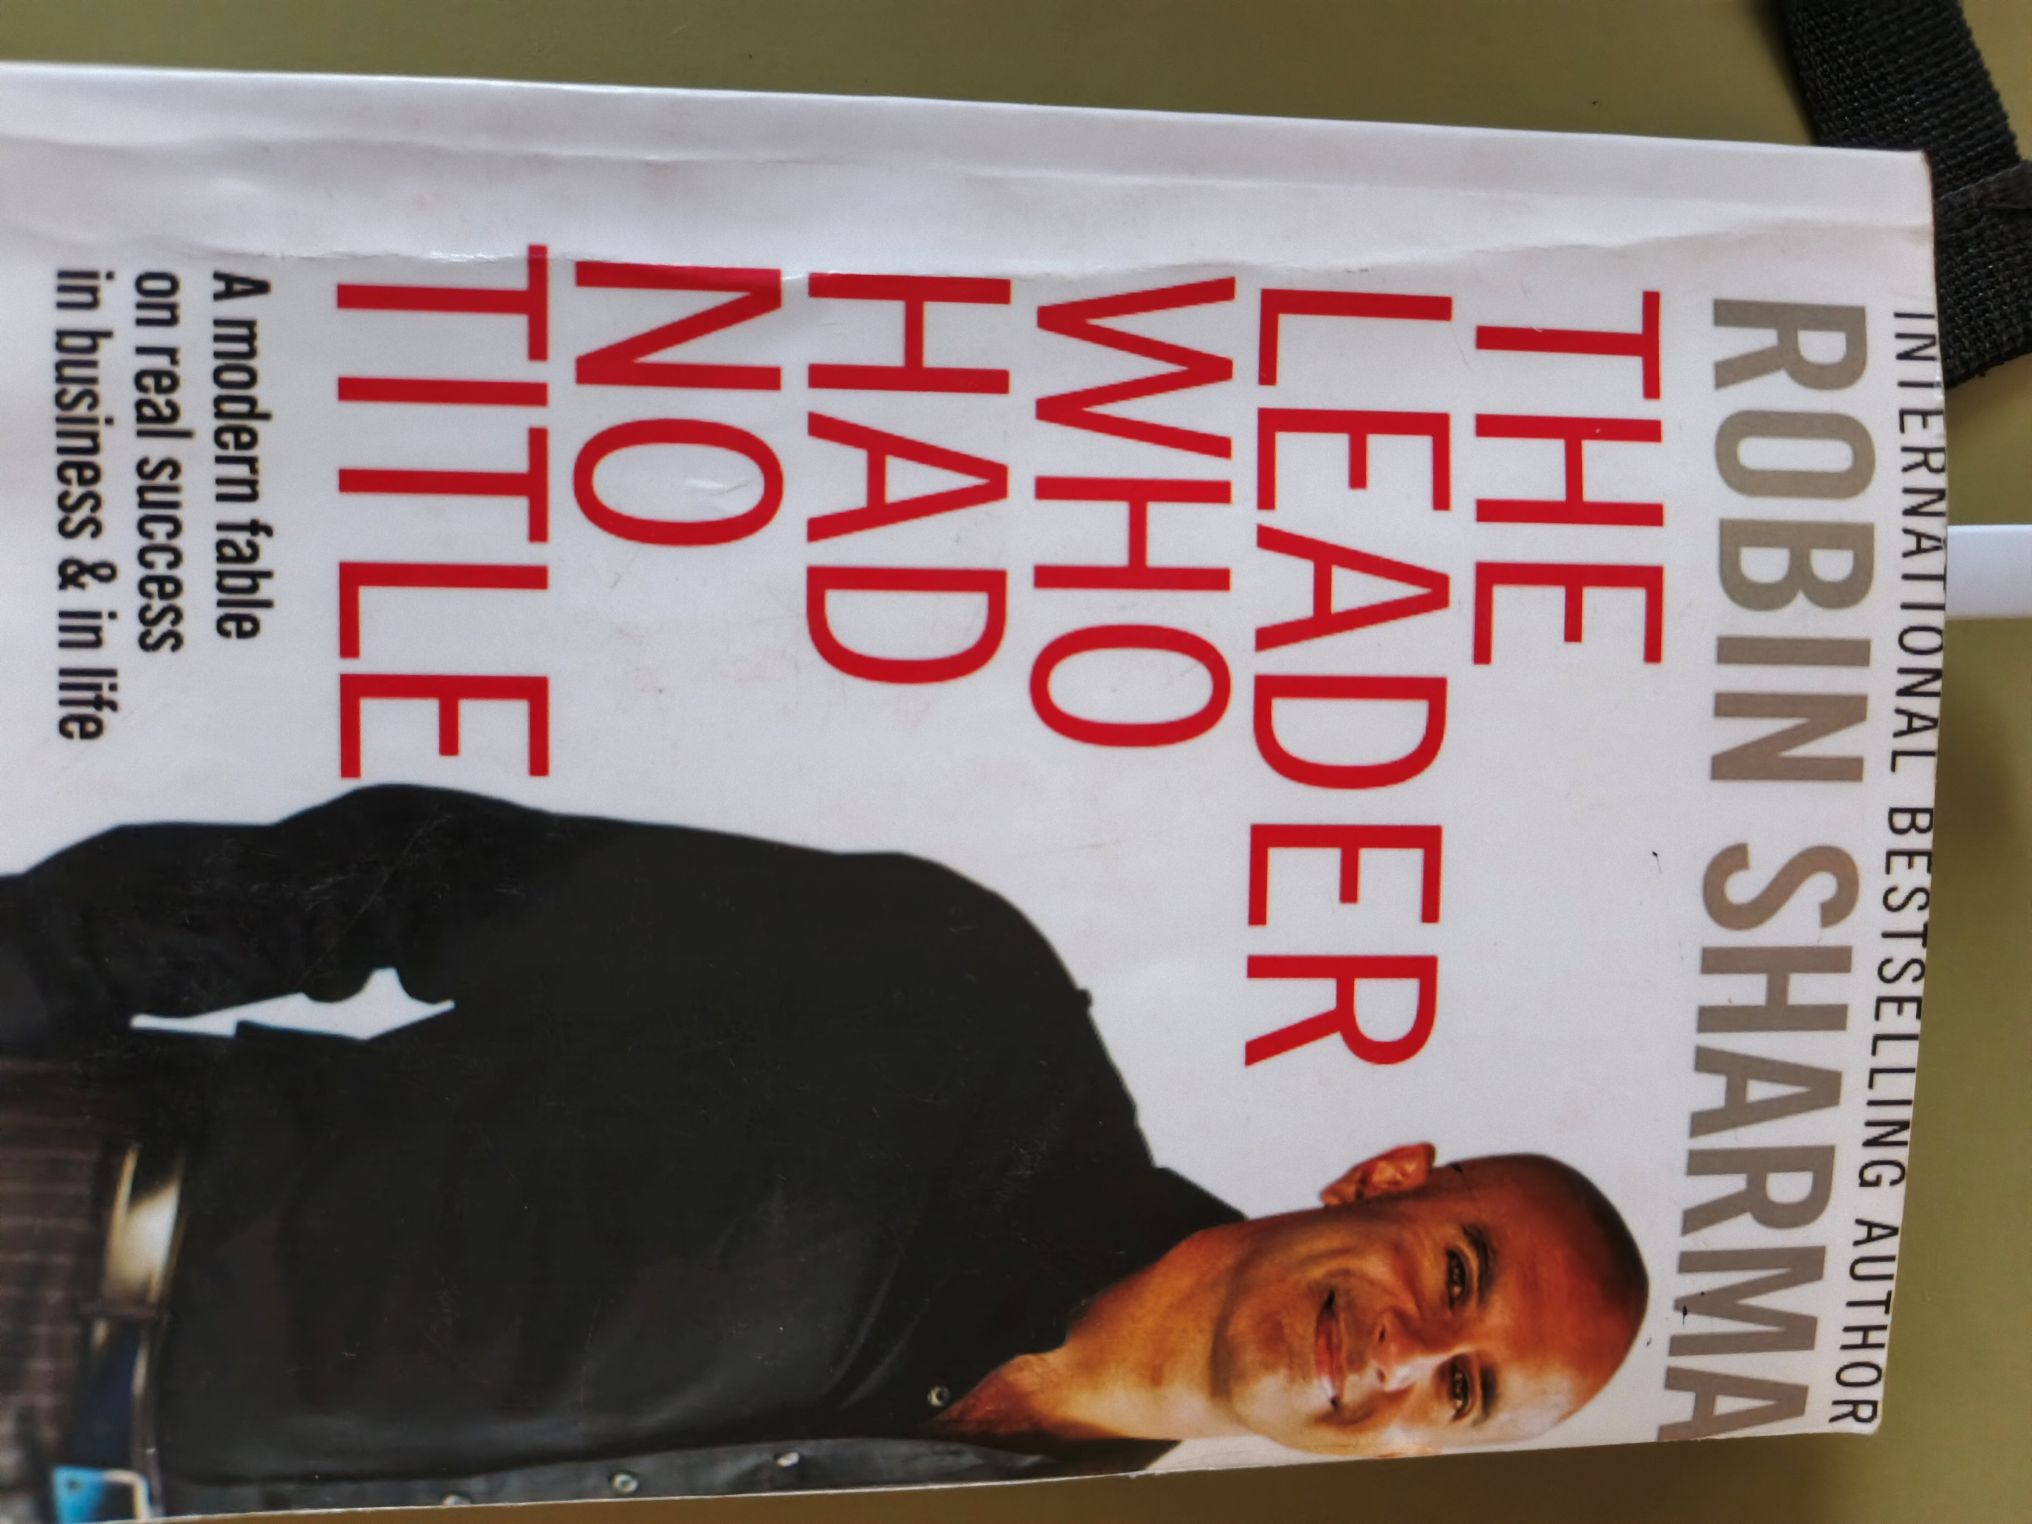 INTERNATIONAL BESTSELLING AUTHOR
ROBIN SHARMA
THE
LEADER
WHO
HAD
NO
TITLE
A modern fable
on real success
in business & in life